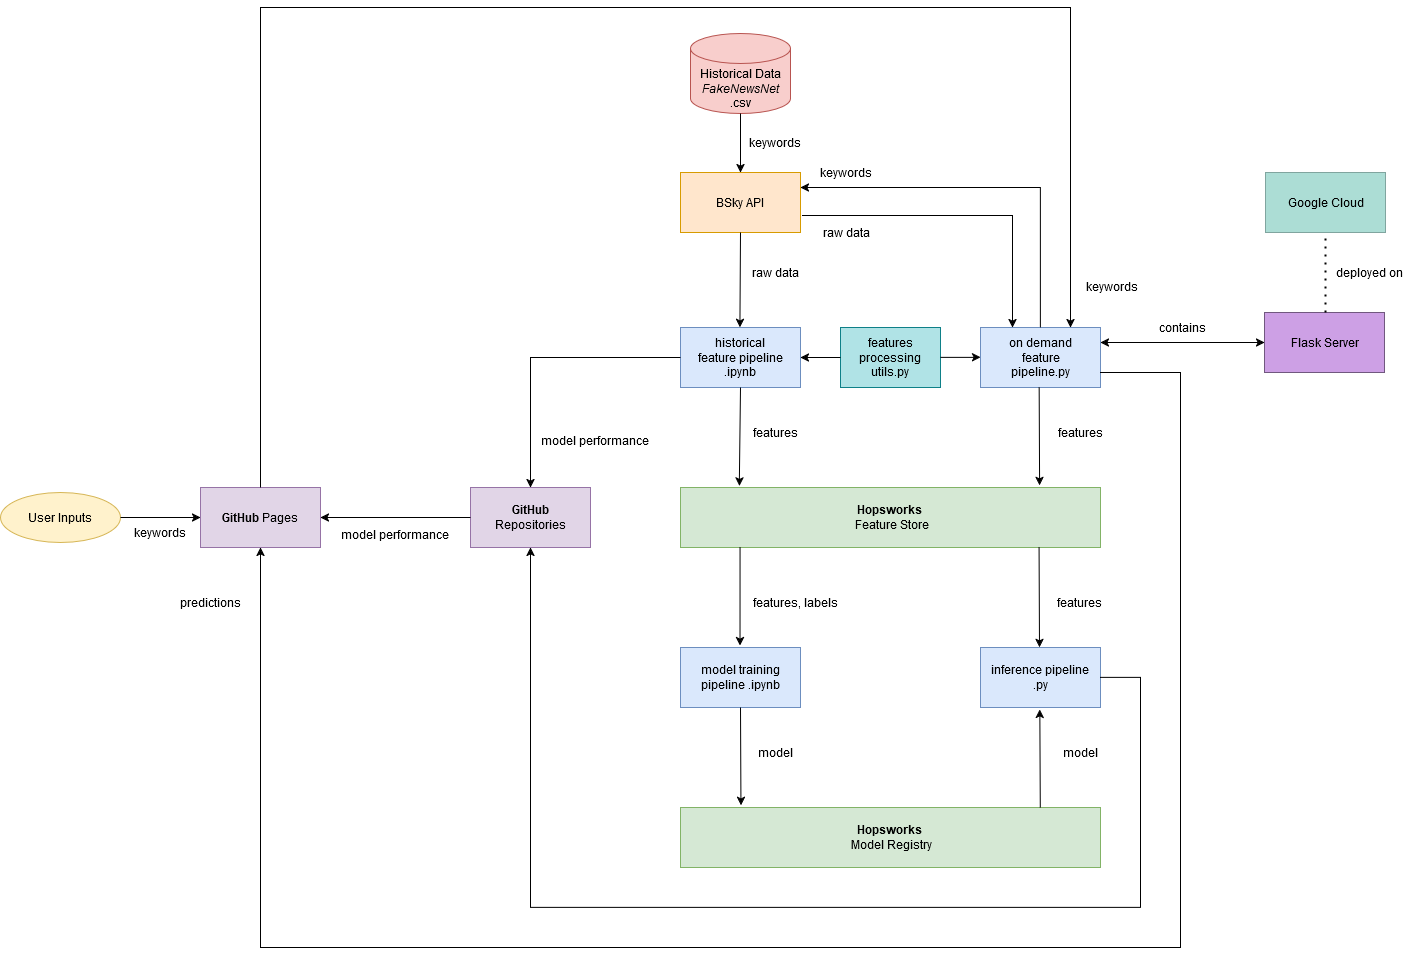 Historical Data
FakeNewsNet
.csv
keywords
BSky API
keywords
raw data
raw data
Google Cloud
deployed on
keywords
contains
Flask Server
historical
feature pipeline
.ipynb
features
processing
utils.py
on demand
feature
pipeline.py
model performance
features
features
User Inputs
keywords
GitHub Pages
model performance
GitHub
Repositories
Hopsworks
Feature Store
predictions
features, labels
features
model training
pipeline .ipynb
inference pipeline
.py
model
model
Hopsworks
Model Registry